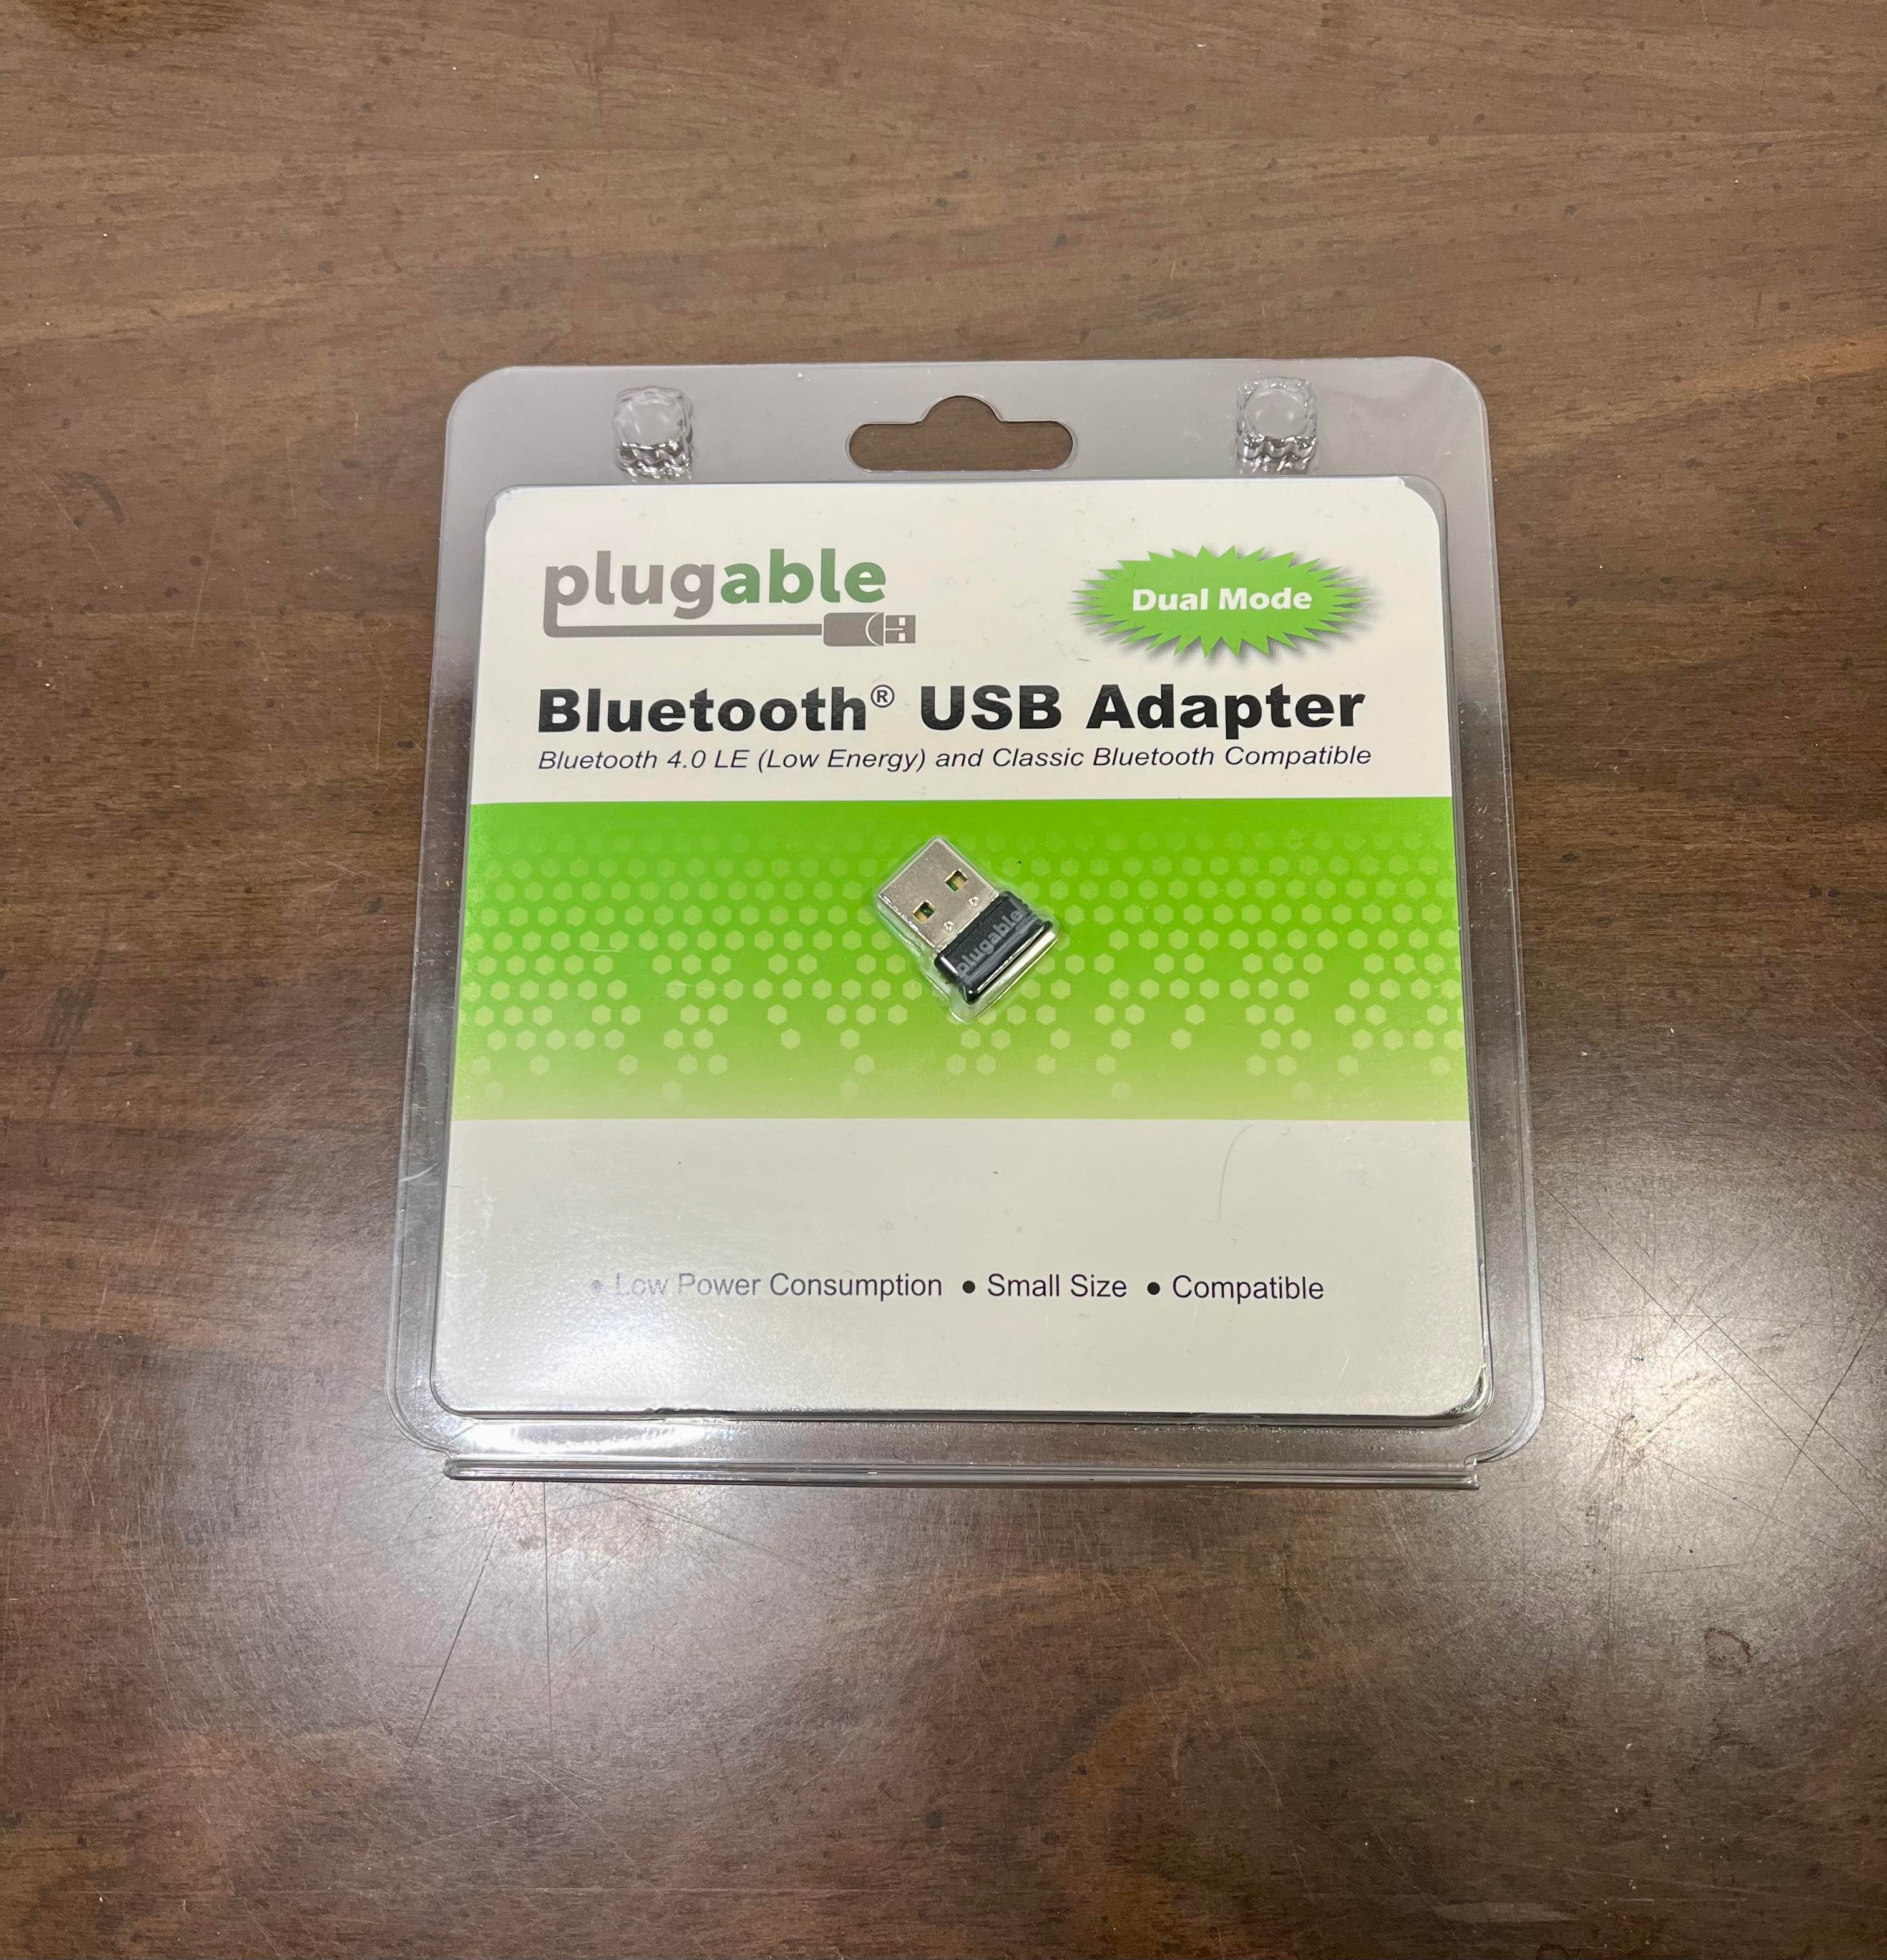 plugable
Dual Mode
Bluetooth® USB Adapter
Bluetooth 4.0 LE (Low Energy) and Classic Bluetooth Compatible
plugable
• Low Power Consumption • Small Size • Compatible